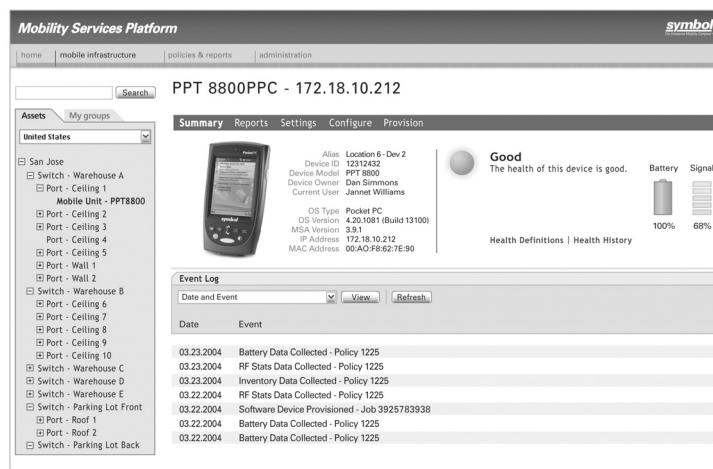 Mobility Services Platform
symbol
home
mobile infrastructure
policies & reports
administration
Search
Assets
My groups
United States
San Jose
Switch - Warehouse A
Port - Ceiling 1
Mobile Unit - PPT8800
Port - Ceiling 2
Port - Ceiling 3
Port - Ceiling 4
Port - Ceiling 5
Port - Wall 1
Port - Wall 2
Switch - Warehouse B
Port - Ceiling 6
Port - Ceiling 7
Port - Ceiling 8
Port - Ceiling 9
Port - Ceiling 10
Switch - Warehouse C
Switch - Warehouse D
Switch - Warehouse E
Switch - Parking Lot Front
Port - Roof 1
Port - Roof 2
Switch - Parking Lot Back
PPT 8800PPC - 172.18.10.212
Summary Reports Settings Configure Provision
symbol
Alias Location 6 - Dev 2
Device ID 12312432
Device Model PPT 8800
Device Owner Dan Simmons
Current User Jannet Williams
OS Type Pocket PC
OS Version 4.20.1081 (Build 13100)
MSA Version 3.9.1
IP Address 172.18.10.212
MAC Address 00:AO:F8:62:7E:90
Good
The health of this device is good.
Health Definitions | Health History
Battery Signal
100% 68%
Event Log
Date and Event View Refresh
Date Event
03.23.2004 Battery Data Collected - Policy 1225
03.23.2004 RF Stats Data Collected - Policy 1225
03.23.2004 Inventory Data Collected - Policy 1225
03.22.2004 RF Stats Data Collected - Policy 1225
03.22.2004 Software Device Provisioned - Job 3925783938
03.22.2004 Battery Data Collected - Policy 1225
03.22.2004 Battery Data Collected - Policy 1225